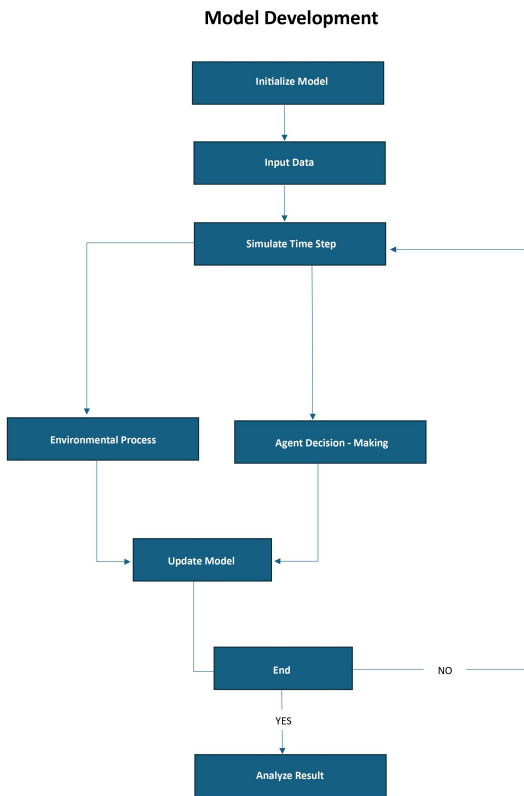 Model Development
Initialize Model
Input Data
Simulate Time Step
Environmental Process
Agent Decision - Making
Update Model
End
NO
YES
Analyze Result